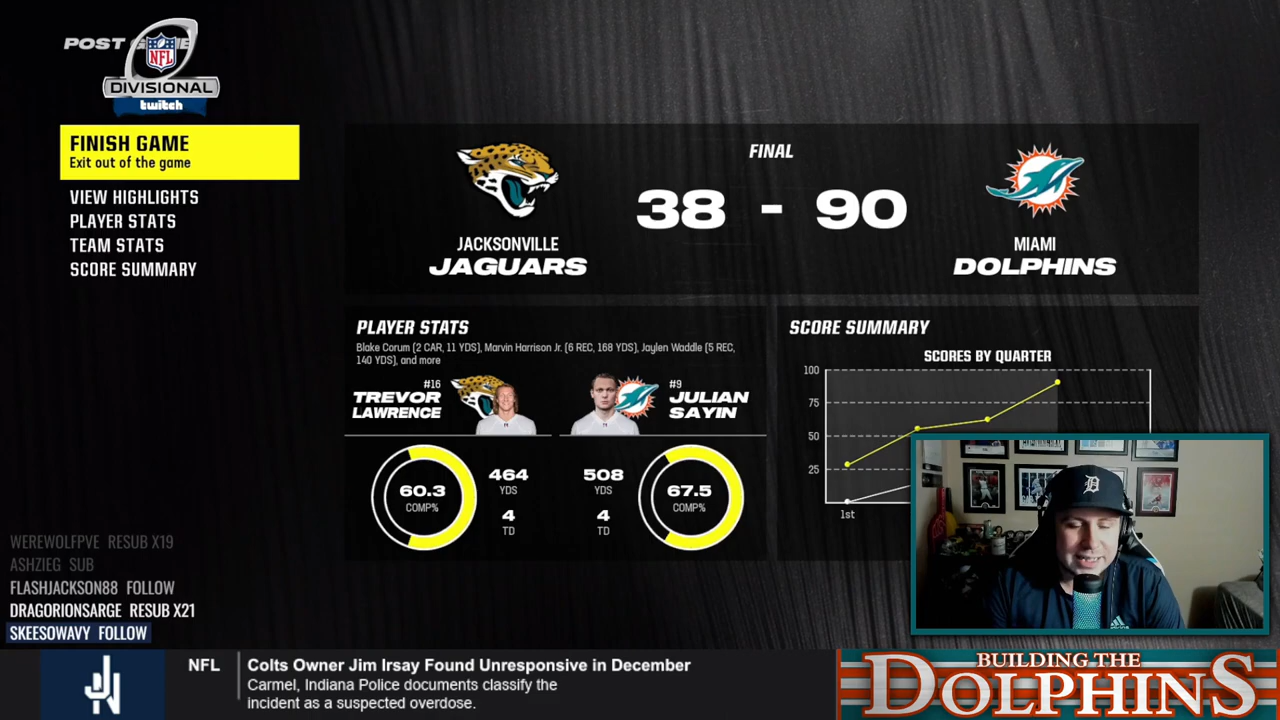 POST
NFL
DIVISIONAL
twitch
FINISH GAME
Exit out of the game
VIEW HIGHLIGHTS
PLAYER STATS
TEAM STATS
SCORE SUMMARY
FINAL
38 - 90
JACKSONVILLE
JAGUARS
MIAMI
DOLPHINS
PLAYER STATS
Blake Corum (2 CAR, 11 YDS), Marvin Harrison Jr. (6 REC, 168 YDS), Jaylen Waddle (5 REC,
140 YDS), and more
#16
TREVOR
LAWRENCE
#9
JULIAN
SAYIN
60.3
COMP%
464
YDS
4
TD
508
YDS
4
TD
67.5
COMP%
SCORE SUMMARY
SCORES BY QUARTER
100
75
50
25
1st
WEREWOLFPVE RESUB X19
ASHZIEG SUB
FLASHJACKSON88 FOLLOW
DRAGORIONSARGE RESUB X21
SKEESOWAVY FOLLOW
NFL
Colts Owner Jim Irsay Found Unresponsive in December
Carmel, Indiana Police documents classify the
incident as a suspected overdose.
BUILDING THE
DOLPHINS